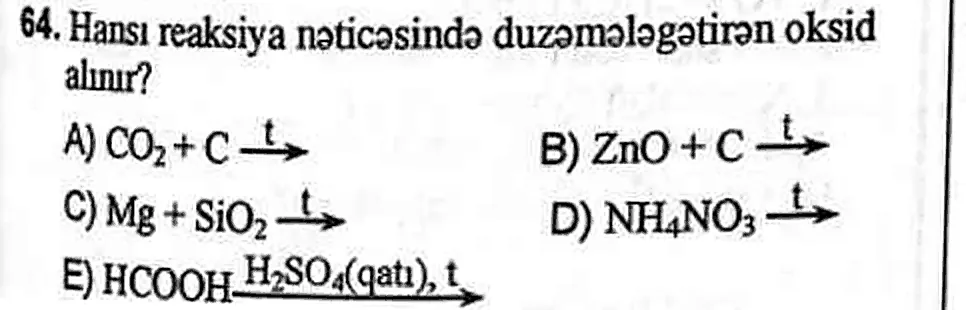 64. Hansı reaksiya nəticəsində duzəmələgətirən oksid
alınır?
A) CO₂ + C —t→ B) ZnO + C —t→
C) Mg + SiO₂ —t→ D) NH₄NO₃ —t→
E) HCOOH —H₂SO₄(qatı), t→